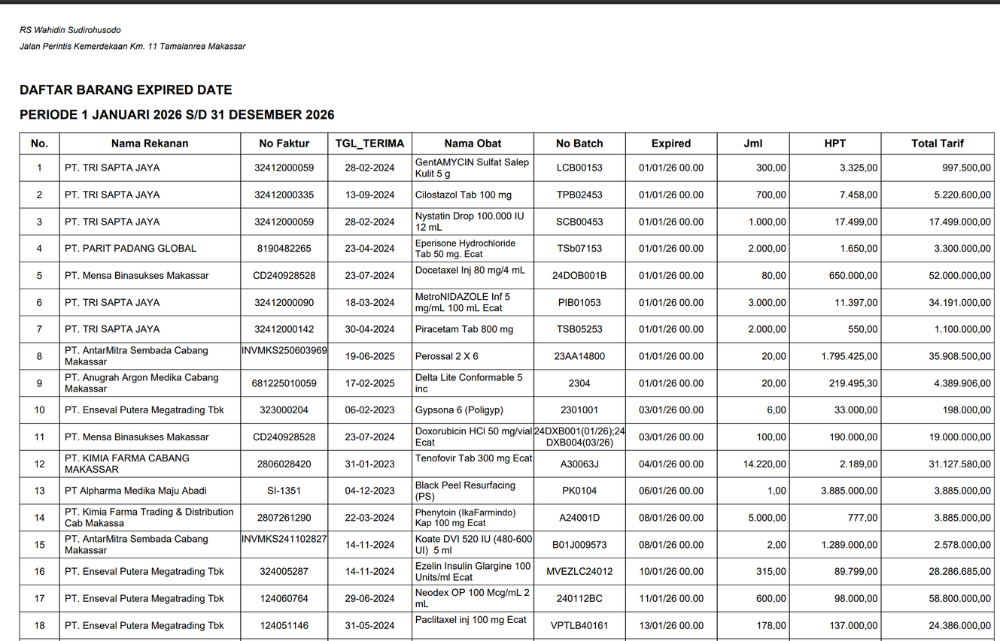 RS Wahidin Sudirohusodo
Jalan Perintis Kemerdekaan Km. 11 Tamalanrea Makassar
DAFTAR BARANG EXPIRED DATE
PERIODE 1 JANUARI 2026 S/D 31 DESEMBER 2026
No. Nama Rekanan No Faktur TGL_TERIMA Nama Obat No Batch Expired Jml HPT Total Tarif
1 PT. TRI SAPTA JAYA 32412000059 28-02-2024 GentAMYCIN Sulfat Salep Kulit 5 g LCB00153 01/01/26 00.00 300,00 3.325,00 997.500,00
2 PT. TRI SAPTA JAYA 32412000335 13-09-2024 Cilostazol Tab 100 mg TPB02453 01/01/26 00.00 700,00 7.458,00 5.220.600,00
3 PT. TRI SAPTA JAYA 32412000059 28-02-2024 Nystatin Drop 100.000 IU 12 mL SCB00453 01/01/26 00.00 1.000,00 17.499,00 17.499.000,00
4 PT. PARIT PADANG GLOBAL 8190482265 23-04-2024 Eperisone Hydrochloride Tab 50 mg. Ecat TSb07153 01/01/26 00.00 2.000,00 1.650,00 3.300.000,00
5 PT. Mensa Binasukses Makassar CD240928528 23-07-2024 Docetaxel Inj 80 mg/4 mL 24DOB001B 01/01/26 00.00 80,00 650.000,00 52.000.000,00
6 PT. TRI SAPTA JAYA 32412000090 18-03-2024 MetroNIDAZOLE Inf 5 mg/mL 100 mL Ecat PIB01053 01/01/26 00.00 3.000,00 11.397,00 34.191.000,00
7 PT. TRI SAPTA JAYA 32412000142 30-04-2024 Piracetam Tab 800 mg TSB05253 01/01/26 00.00 2.000,00 550,00 1.100.000,00
8 PT. AntarMitra Sembada Cabang Makassar INVMKS250603969 19-06-2025 Perossal 2 X 6 23AA14800 01/01/26 00.00 20,00 1.795.425,00 35.908.500,00
9 PT. Anugrah Argon Medika Cabang Makassar 681225010059 17-02-2025 Delta Lite Conformable 5 inc 2304 01/01/26 00.00 20,00 219.495,30 4.389.906,00
10 PT. Enseval Putera Megatrading Tbk 323000204 06-02-2023 Gypsona 6 (Poligyp) 2301001 03/01/26 00.00 6,00 33.000,00 198.000,00
11 PT. Mensa Binasukses Makassar CD240928528 23-07-2024 Doxorubicin HCl 50 mg/vial Ecat 24DXB001(01/26);24 DXB004(03/26) 03/01/26 00.00 100,00 190.000,00 19.000.000,00
12 PT. KIMIA FARMA CABANG MAKASSAR 2806028420 31-01-2023 Tenofovir Tab 300 mg Ecat A30063J 04/01/26 00.00 14.220,00 2.189,00 31.127.580,00
13 PT Alpharma Medika Maju Abadi SI-1351 04-12-2023 Black Peel Resurfacing (PS) PK0104 06/01/26 00.00 1,00 3.885.000,00 3.885.000,00
14 PT. Kimia Farma Trading & Distribution Cab Makassa 2807261290 22-03-2024 Phenytoin (IkaFarmindo) Kap 100 mg Ecat A24001D 08/01/26 00.00 5.000,00 777,00 3.885.000,00
15 PT. AntarMitra Sembada Cabang Makassar INVMKS241102827 14-11-2024 Koate DVI 520 IU (480-600 UI) 5 ml B01J009573 08/01/26 00.00 2,00 1.289.000,00 2.578.000,00
16 PT. Enseval Putera Megatrading Tbk 324005287 14-11-2024 Ezelin Insulin Glargine 100 Units/ml Ecat MVEZLC24012 10/01/26 00.00 315,00 89.799,00 28.286.685,00
17 PT. Enseval Putera Megatrading Tbk 124060764 29-06-2024 Neodex OP 100 Mcg/mL 2 mL 240112BC 11/01/26 00.00 600,00 98.000,00 58.800.000,00
18 PT. Enseval Putera Megatrading Tbk 124051146 31-05-2024 Paclitaxel inj 100 mg Ecat VPTLB40161 13/01/26 00.00 178,00 137.000,00 24.386.000,00